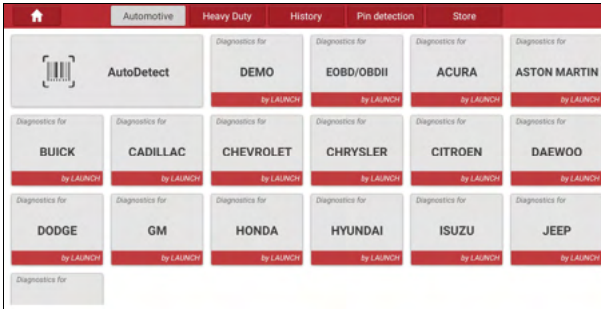 Automotive Heavy Duty History Pin detection Store
AutoDetect
Diagnostics for Diagnostics for Diagnostics for Diagnostics for
DEMO EOBD/OBDII ACURA ASTON MARTIN
by LAUNCH by LAUNCH by LAUNCH by LAUNCH
Diagnostics for Diagnostics for Diagnostics for Diagnostics for Diagnostics for Diagnostics for
BUICK CADILLAC CHEVROLET CHRYSLER CITROEN DAEWOO
by LAUNCH by LAUNCH by LAUNCH by LAUNCH by LAUNCH by LAUNCH
Diagnostics for Diagnostics for Diagnostics for Diagnostics for Diagnostics for Diagnostics for
DODGE GM HONDA HYUNDAI ISUZU JEEP
by LAUNCH by LAUNCH by LAUNCH by LAUNCH by LAUNCH by LAUNCH
Diagnostics for